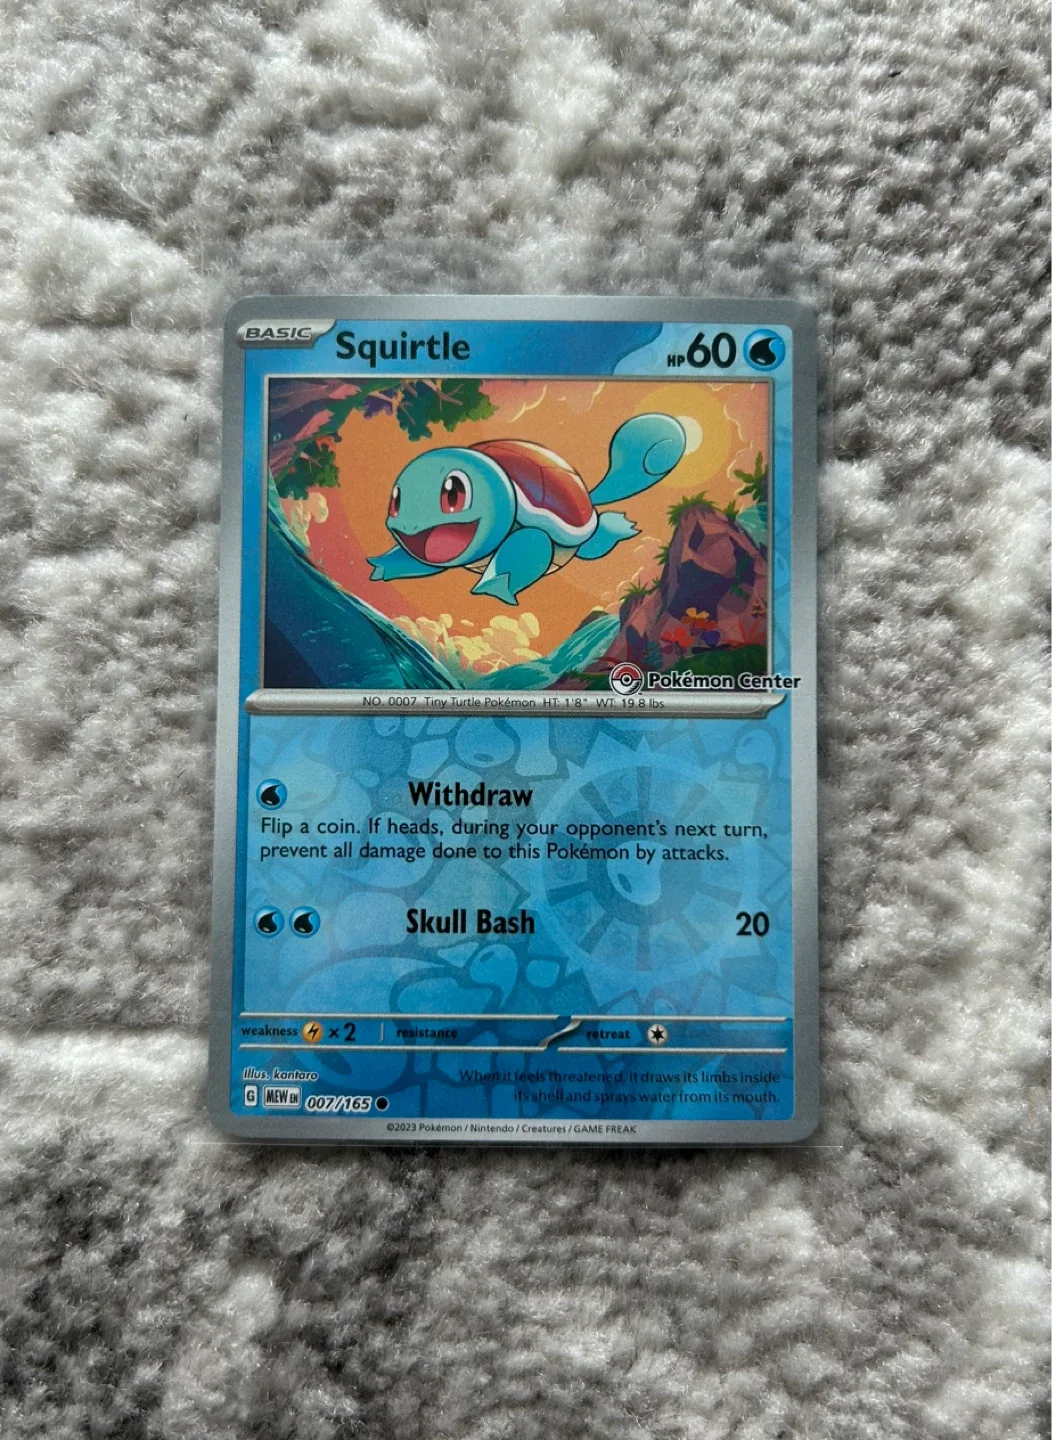 BASIC Squirtle HP 60
Pokémon Center
NO. 0007 Tiny Turtle Pokémon HT: 1'8" WT: 19.8 lbs
Withdraw
Flip a coin. If heads, during your opponent's next turn,
prevent all damage done to this Pokémon by attacks.
Skull Bash 20
weakness × 2 resistance retreat
Illus. kantaro
When it feels threatened, it draws its limbs inside
its shell and sprays water from its mouth.
G MEW EN 007/165
©2023 Pokémon / Nintendo / Creatures / GAME FREAK